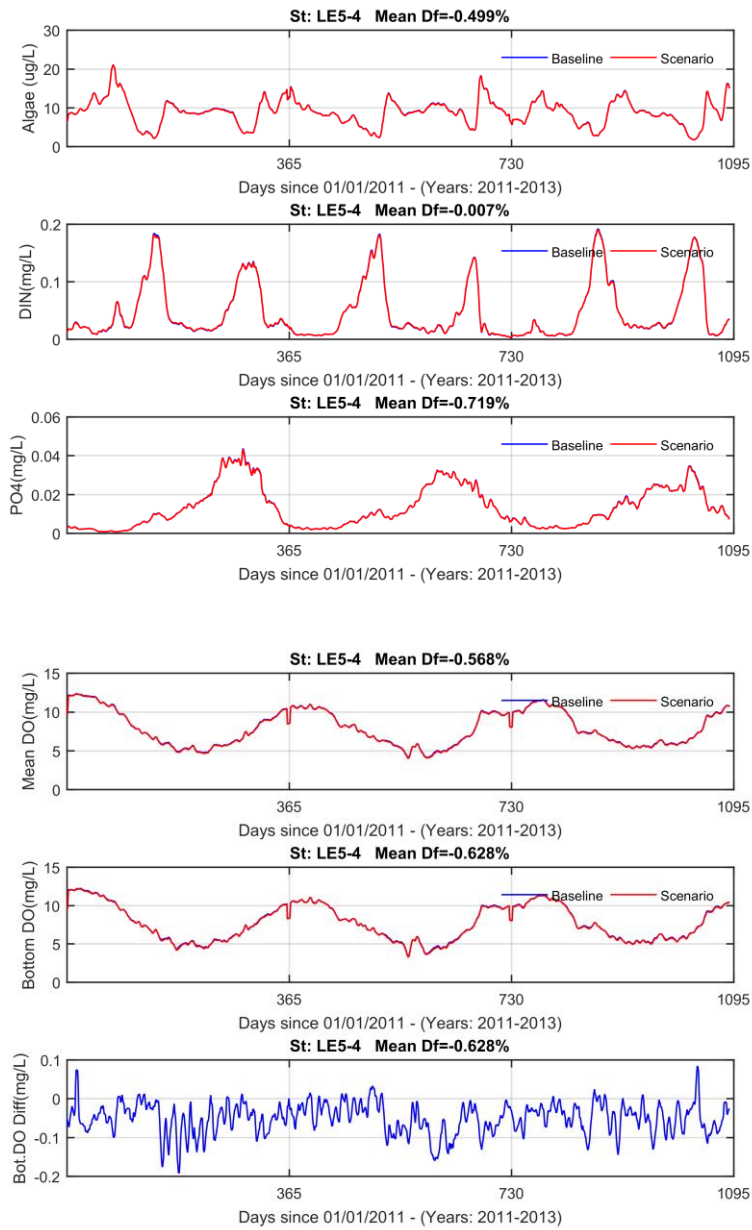 St: LE5-4 Mean Df=-0.499%
Algae (ug/L)
30
20
10
0
Baseline Scenario
365 730 1095
Days since 01/01/2011 - (Years: 2011-2013)
St: LE5-4 Mean Df=-0.007%
DIN(mg/L)
0.2
0.1
0
Baseline Scenario
365 730 1095
Days since 01/01/2011 - (Years: 2011-2013)
St: LE5-4 Mean Df=-0.719%
PO4(mg/L)
0.06
0.04
0.02
0
Baseline Scenario
365 730 1095
Days since 01/01/2011 - (Years: 2011-2013)
St: LE5-4 Mean Df=-0.568%
Mean DO(mg/L)
15
10
5
0
Baseline Scenario
365 730 1095
Days since 01/01/2011 - (Years: 2011-2013)
St: LE5-4 Mean Df=-0.628%
Bottom DO(mg/L)
15
10
5
0
Baseline Scenario
365 730 1095
Days since 01/01/2011 - (Years: 2011-2013)
St: LE5-4 Mean Df=-0.628%
Bot.DO Diff(mg/L)
0.1
0
-0.1
-0.2
365 730 1095
Days since 01/01/2011 - (Years: 2011-2013)